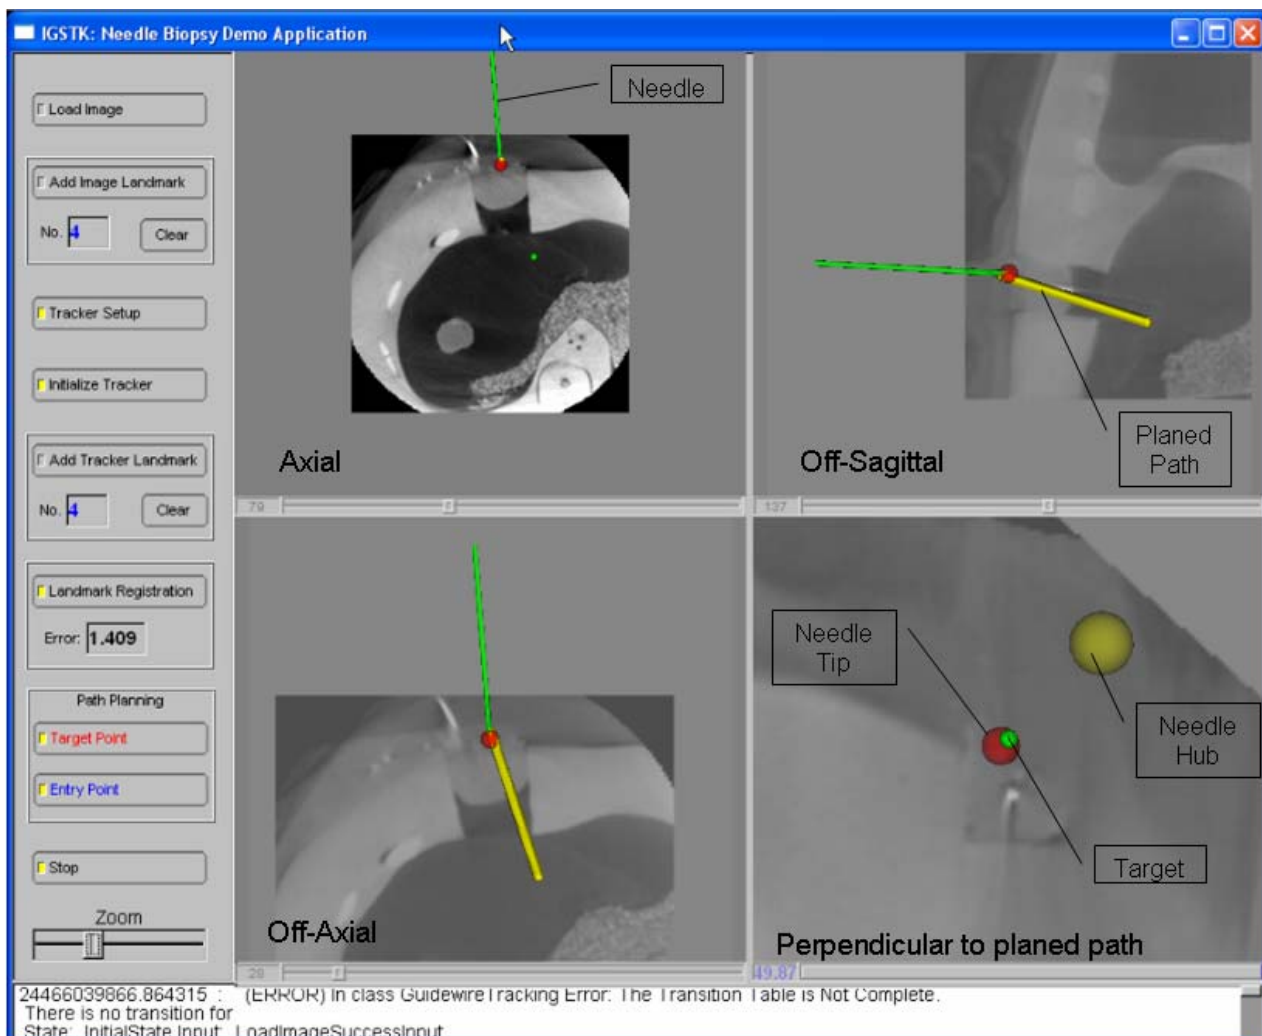 IGSTK: Needle Biopsy Demo Application
Load Image
Add Image Landmark
No. 4 Clear
Tracker Setup
Initialize Tracker
Add Tracker Landmark
No. 4 Clear
Landmark Registration
Error: 1.409
Path Planning
Target Point
Entry Point
Stop
Zoom
Needle
Axial
79
Planed
Path
Off-Sagittal
137
Off-Axial
28
Needle
Tip
Needle
Hub
Target
Perpendicular to planed path
49.87
24466039866.864315 : (ERROR) In class GuidewireTracking Error: The Transition Table is Not Complete.
There is no transition for
State: InitialState Input: LoadImageSuccessInput